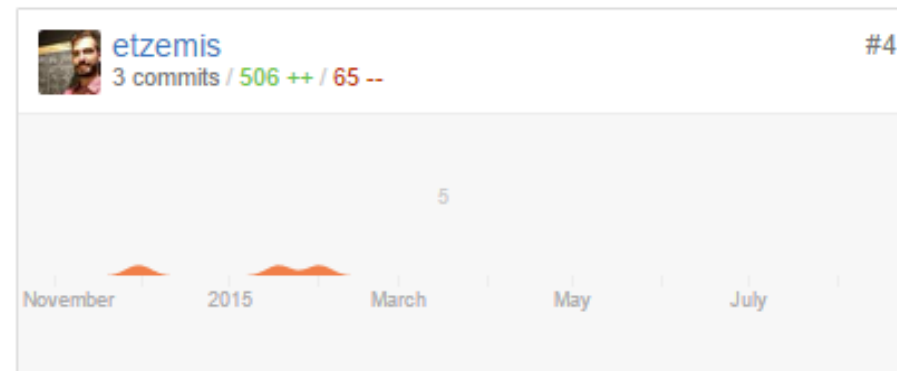 etzemis #4
3 commits / 506 ++ / 65 --
5
November 2015 March May July